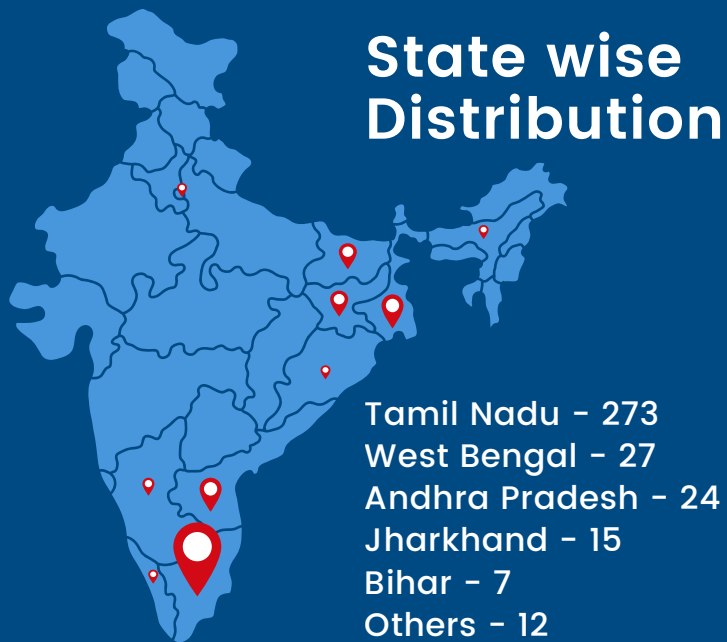 State wise
Distribution
Tamil Nadu - 273
West Bengal - 27
Andhra Pradesh - 24
Jharkhand - 15
Bihar - 7
Others - 12